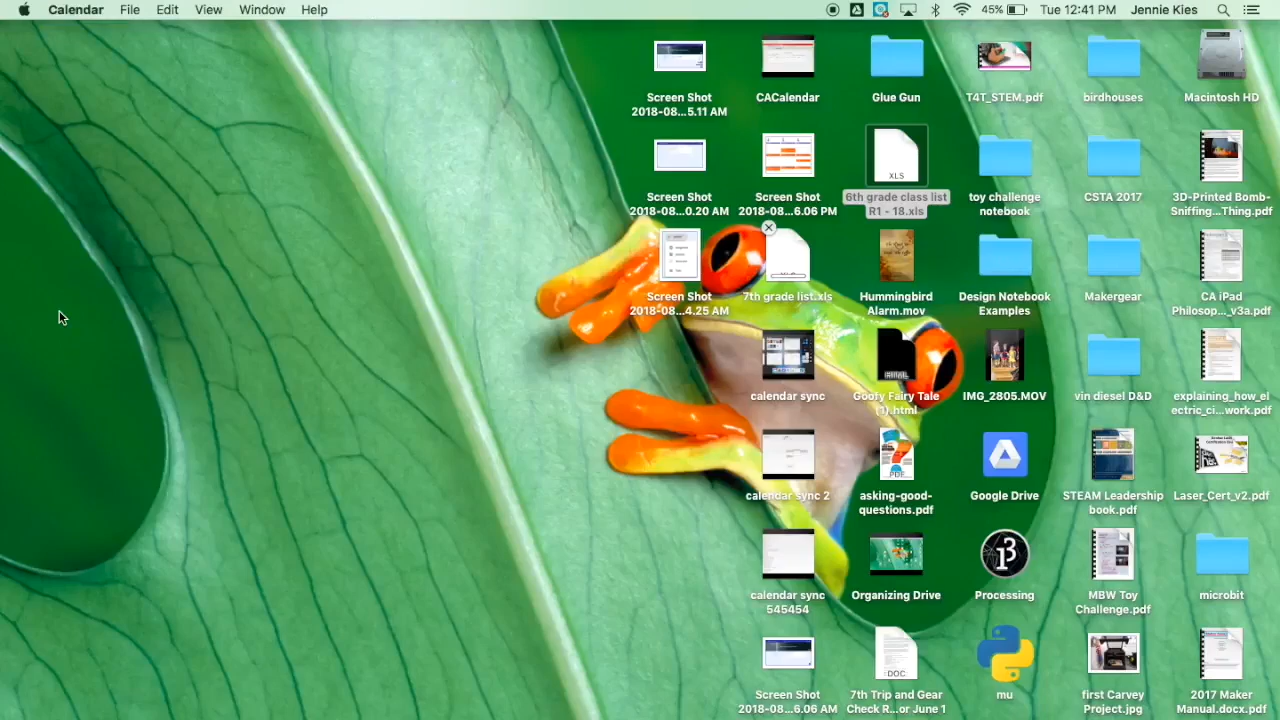 Calendar File Edit View Window Help 45% Tue 12:41 PM Jennie Kies
Screen Shot
2018-08...5.11 AM
CACalendar
Glue Gun
T4T_STEM.pdf
birdhouses
Macintosh HD
Screen Shot
2018-08...0.20 AM
Screen Shot
2018-08...6.06 PM
XLS
6th grade class list
R1 - 18.xls
toy challenge
notebook
CSTA 2017
3D-Printed Bomb-
Sniffing...Thing.pdf
Screen Shot
2018-08...4.25 AM
7th grade list.xls
Hummingbird
Alarm.mov
Design Notebook
Examples
Makergear
CA iPad
Philosop..._v3a.pdf
calendar sync
Goofy Fairy Tale
(1).html
IMG_2805.MOV
vin diesel D&D
explaining_how_el
ectric_ci...work.pdf
calendar sync 2
PDF
asking-good-
questions.pdf
Google Drive
STEAM Leadership
book.pdf
Laser_Cert_v2.pdf
calendar sync
545454
Organizing Drive
Processing
MBW Toy
Challenge.pdf
microbit
Screen Shot
2018-08...6.06 AM
DOC
7th Trip and Gear
Check R...or June 1
mu
first Carvey
Project.jpg
2017 Maker
Manual.docx.pdf